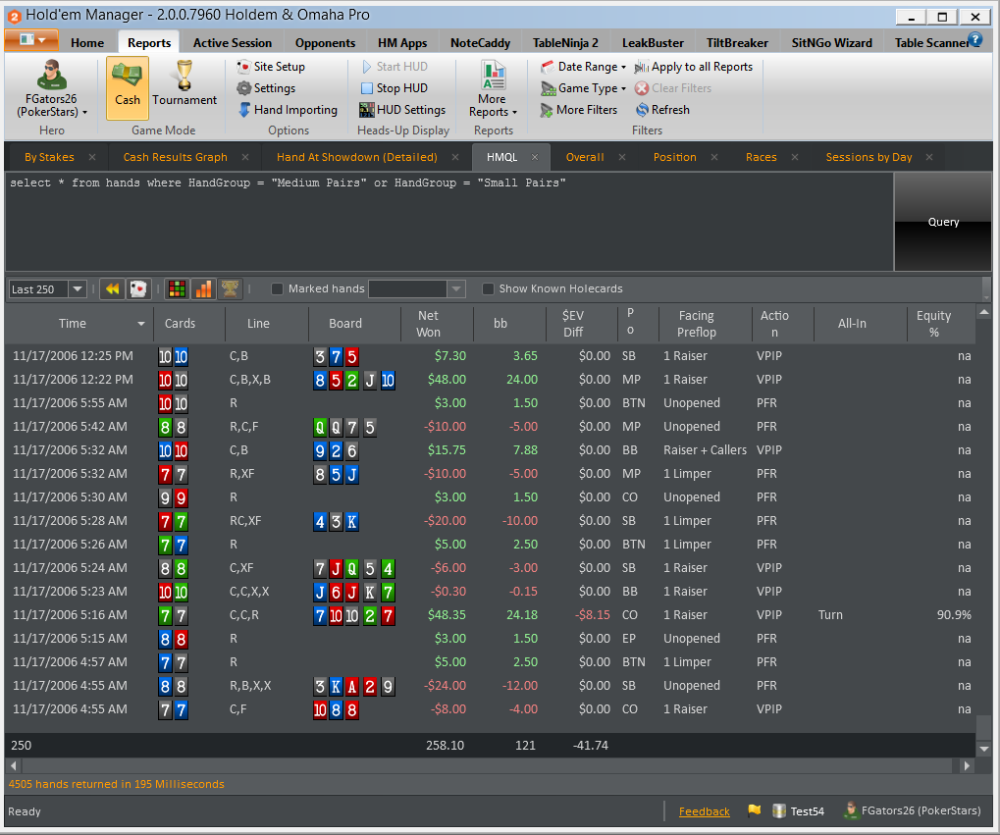 Hold'em Manager - 2.0.0.7960 Holdem & Omaha Pro
Home Reports Active Session Opponents HM Apps NoteCaddy TableNinja 2 LeakBuster TiltBreaker SitNGo Wizard Table Scanner ?
FGators26 (PokerStars)
Hero
Cash Tournament
Game Mode
Site Setup
Settings
Hand Importing
Options
Start HUD
Stop HUD
HUD Settings
Heads-Up Display
More Reports
Reports
Date Range
Game Type
More Filters
Apply to all Reports
Clear Filters
Refresh
Filters
By Stakes × Cash Results Graph × Hand At Showdown (Detailed) × HMQL × Overall × Position × Races × Sessions by Day ×
select * from hands where HandGroup = "Medium Pairs" or HandGroup = "Small Pairs"
Query
Last 250 Marked hands Show Known Holecards
Time Cards Line Board Net Won bb $EV Diff Po Facing Preflop Action All-In Equity %
11/17/2006 12:25 PM 10 10 C,B 3 7 5 $7.30 3.65 $0.00 SB 1 Raiser VPIP na
11/17/2006 12:22 PM 10 10 C,B,X,B 8 5 2 J 10 $48.00 24.00 $0.00 MP 1 Raiser VPIP na
11/17/2006 5:55 AM 10 10 R $3.00 1.50 $0.00 BTN Unopened PFR na
11/17/2006 5:42 AM 8 8 R,C,F Q Q 7 5 -$10.00 -5.00 $0.00 MP Unopened PFR na
11/17/2006 5:32 AM 10 10 C,B 9 2 6 $15.75 7.88 $0.00 BB Raiser + Callers VPIP na
11/17/2006 5:32 AM 7 7 R,XF 8 5 J -$10.00 -5.00 $0.00 MP 1 Limper PFR na
11/17/2006 5:30 AM 9 9 R $3.00 1.50 $0.00 CO Unopened PFR na
11/17/2006 5:28 AM 7 7 RC,XF 4 3 K -$20.00 -10.00 $0.00 SB 1 Limper PFR na
11/17/2006 5:26 AM 7 7 R $5.00 2.50 $0.00 BTN 1 Limper PFR na
11/17/2006 5:24 AM 8 8 C,XF 7 J Q 5 4 -$6.00 -3.00 $0.00 SB 1 Raiser VPIP na
11/17/2006 5:23 AM 10 10 C,C,X,X J 6 J K 7 -$0.30 -0.15 $0.00 BB 1 Raiser VPIP na
11/17/2006 5:16 AM 7 7 C,C,R 7 10 10 2 7 $48.35 24.18 -$8.15 CO 1 Raiser VPIP Turn 90.9%
11/17/2006 5:15 AM 8 8 R $3.00 1.50 $0.00 EP Unopened PFR na
11/17/2006 4:57 AM 7 7 R $5.00 2.50 $0.00 BTN 1 Limper PFR na
11/17/2006 4:55 AM 8 8 R,B,X,X 3 K A 2 9 -$24.00 -12.00 $0.00 SB Unopened PFR na
11/17/2006 4:55 AM 7 7 C,F 10 8 8 -$8.00 -4.00 $0.00 CO 1 Raiser VPIP na
250 258.10 121 -41.74
4505 hands returned in 195 Milliseconds
Ready Feedback Test54 FGators26 (PokerStars)